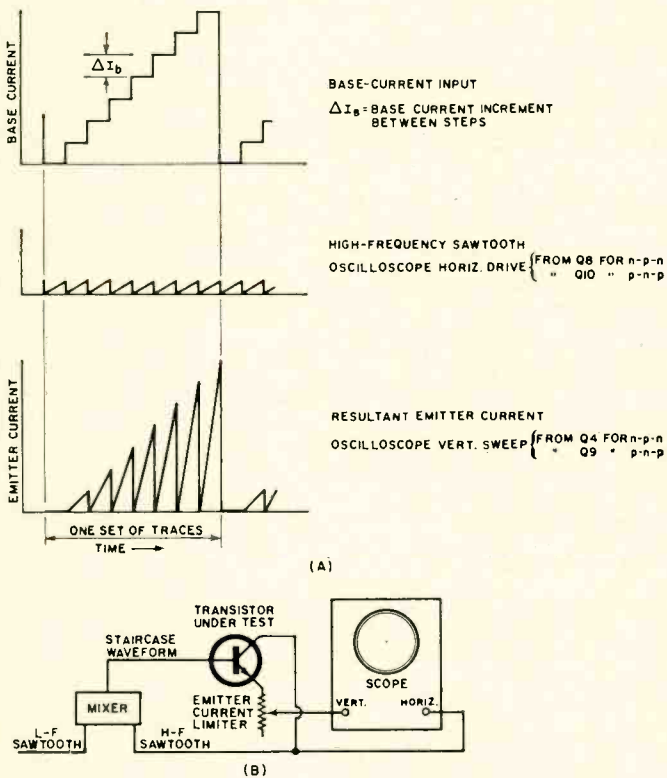 BASE CURRENT
ΔIb
BASE-CURRENT INPUT
ΔIB = BASE CURRENT INCREMENT
BETWEEN STEPS
HIGH-FREQUENCY SAWTOOTH
OSCILLOSCOPE HORIZ. DRIVE { FROM Q8 FOR n-p-n
" Q10 " p-n-p
EMITTER CURRENT
RESULTANT EMITTER CURRENT
OSCILLOSCOPE VERT. SWEEP { FROM Q4 FOR n-p-n
" Q9 " p-n-p
ONE SET OF TRACES
TIME →
(A)
TRANSISTOR
UNDER TEST
STAIRCASE
WAVEFORM
MIXER
EMITTER
CURRENT
LIMITER
SCOPE
VERT. HORIZ.
L-F
SAWTOOTH
H-F
SAWTOOTH
(B)